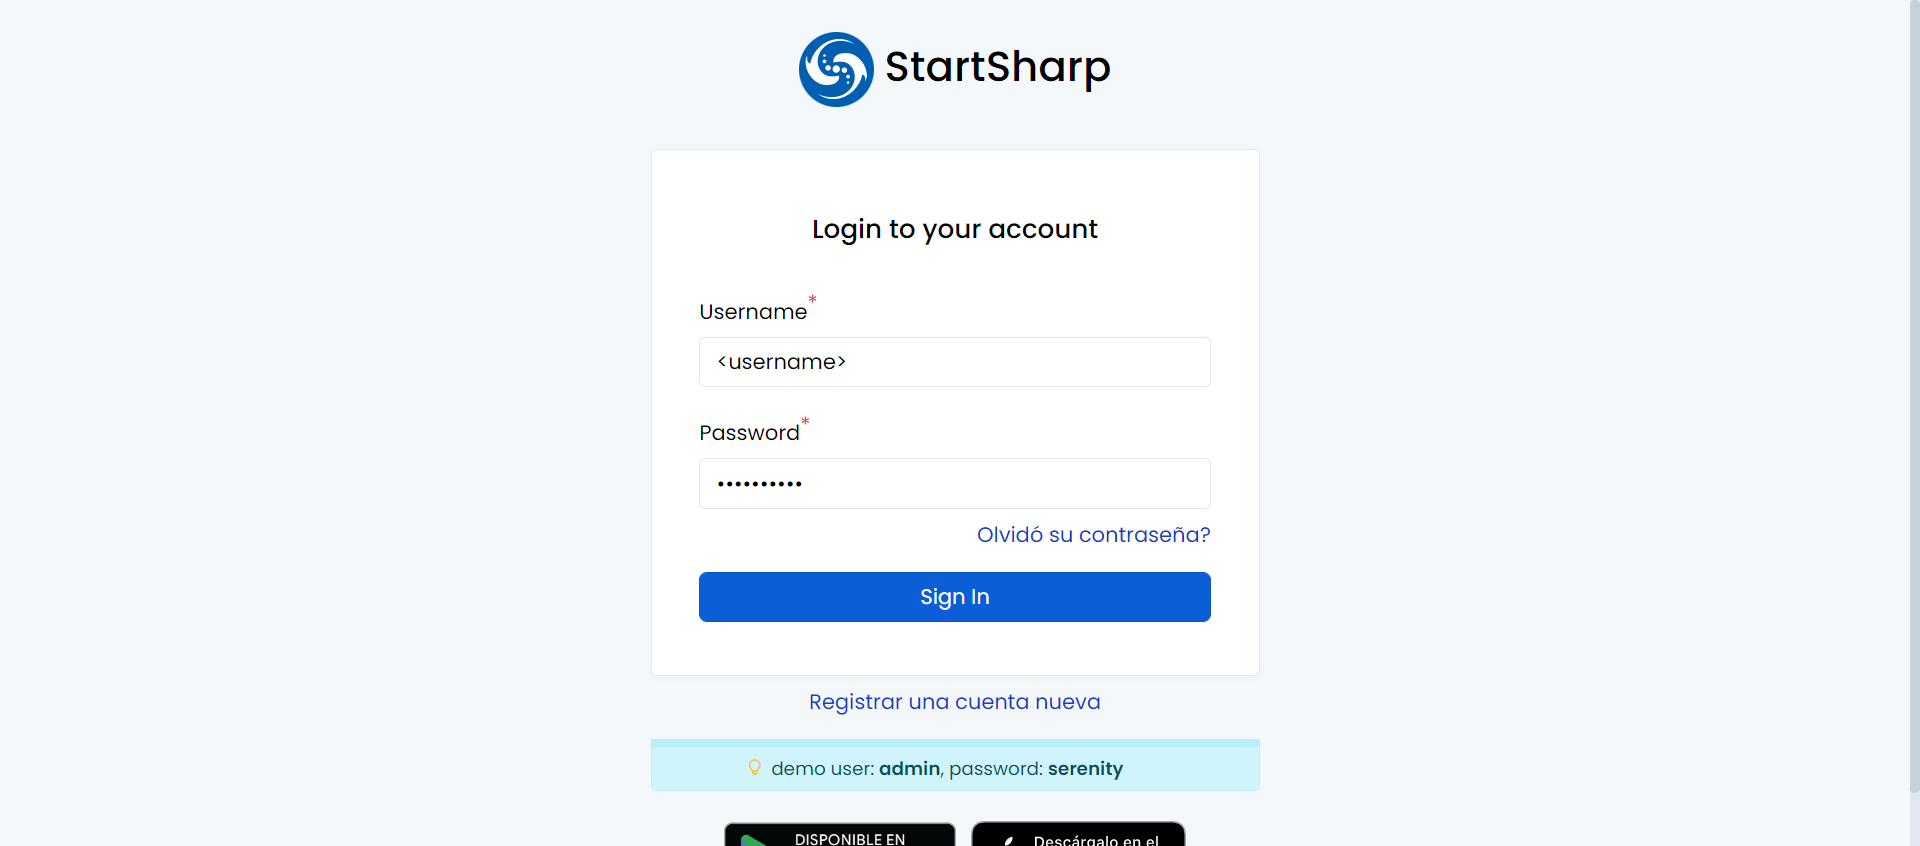 StartSharp
Login to your account
Username*
<username>
Password*
••••••••••
Olvidó su contraseña?
Sign In
Registrar una cuenta nueva
demo user: admin, password: serenity
DISPONIBLE EN
Descárgalo en el